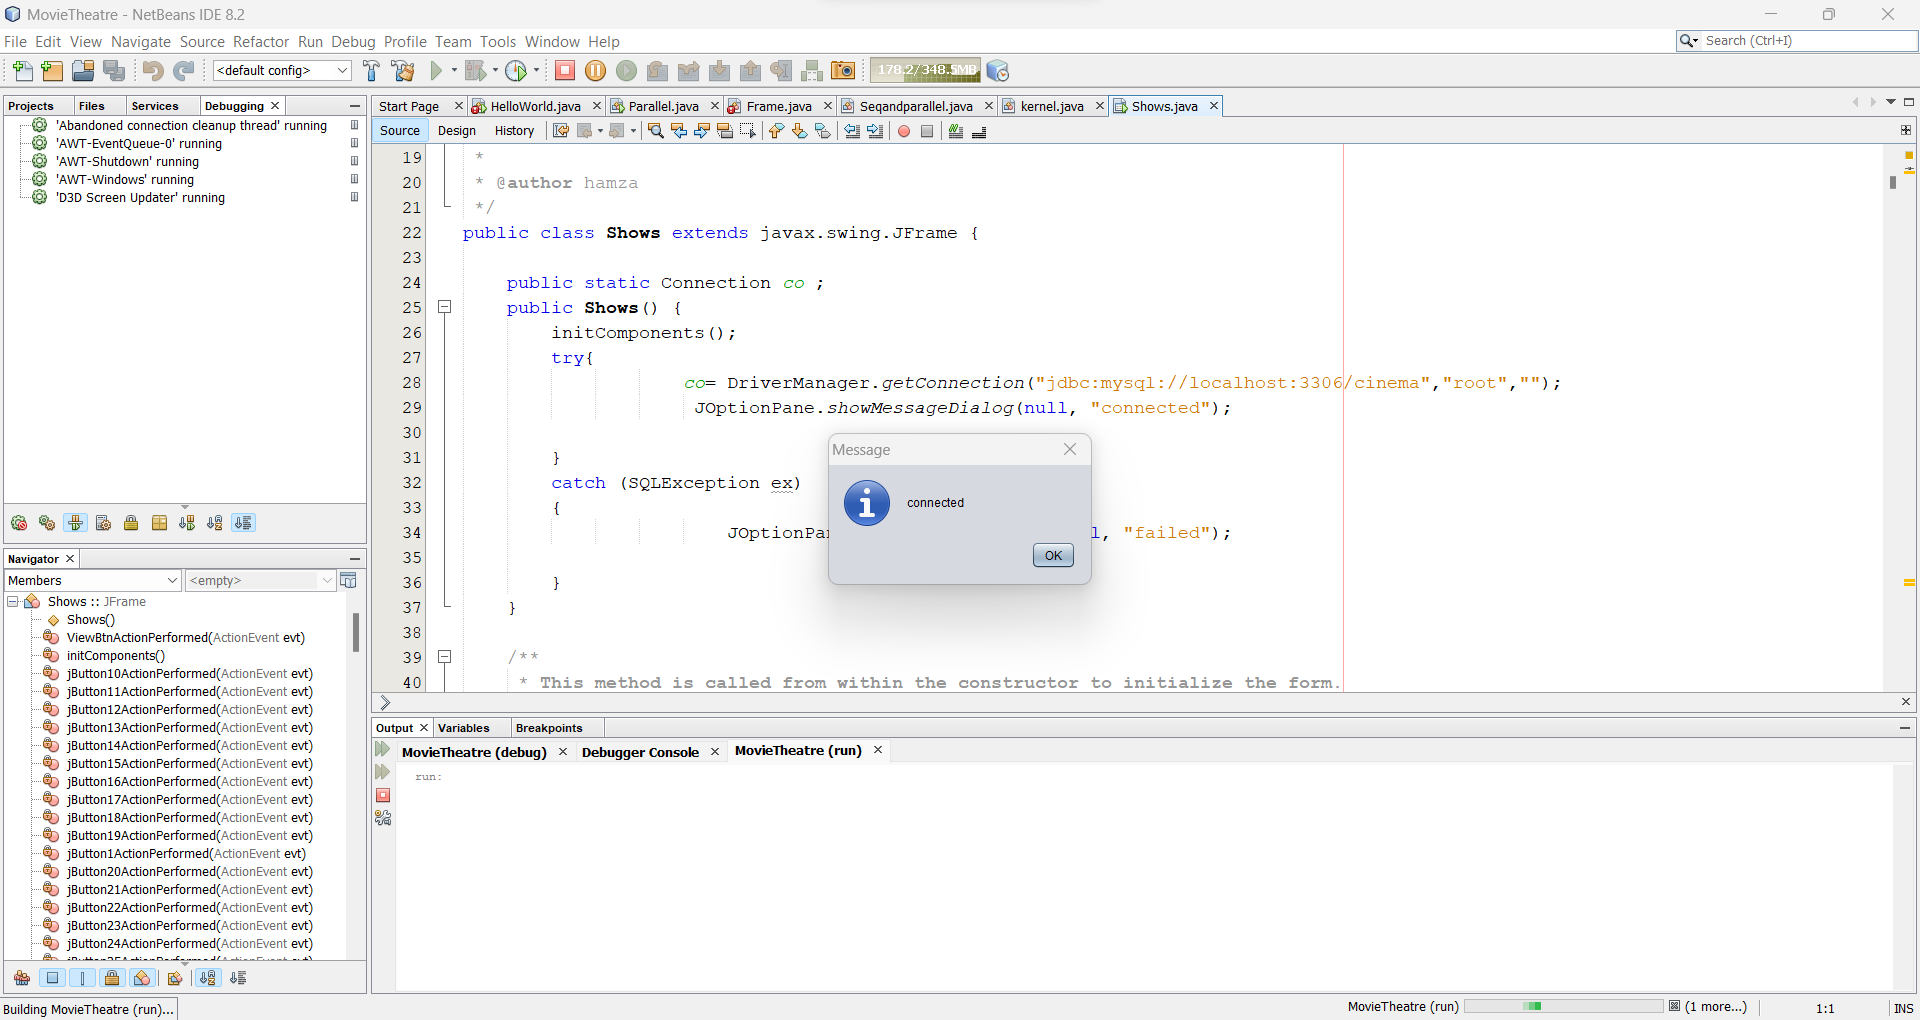 MovieTheatre - NetBeans IDE 8.2
File Edit View Navigate Source Refactor Run Debug Profile Team Tools Window Help
Search (Ctrl+I)
<default config>
178.2/348.5MB
Projects Files Services Debugging
'Abandoned connection cleanup thread' running
'AWT-EventQueue-0' running
'AWT-Shutdown' running
'AWT-Windows' running
'D3D Screen Updater' running
Navigator
Members
<empty>
Shows :: JFrame
Shows()
ViewBtnActionPerformed(ActionEvent evt)
initComponents()
jButton10ActionPerformed(ActionEvent evt)
jButton11ActionPerformed(ActionEvent evt)
jButton12ActionPerformed(ActionEvent evt)
jButton13ActionPerformed(ActionEvent evt)
jButton14ActionPerformed(ActionEvent evt)
jButton15ActionPerformed(ActionEvent evt)
jButton16ActionPerformed(ActionEvent evt)
jButton17ActionPerformed(ActionEvent evt)
jButton18ActionPerformed(ActionEvent evt)
jButton19ActionPerformed(ActionEvent evt)
jButton1ActionPerformed(ActionEvent evt)
jButton20ActionPerformed(ActionEvent evt)
jButton21ActionPerformed(ActionEvent evt)
jButton22ActionPerformed(ActionEvent evt)
jButton23ActionPerformed(ActionEvent evt)
jButton24ActionPerformed(ActionEvent evt)
Start Page HelloWorld.java Parallel.java Frame.java Seqandparallel.java kernel.java Shows.java
Source Design History
19 *
20 * @author hamza
21 */
22 public class Shows extends javax.swing.JFrame {
23
24 public static Connection co ;
25 public Shows() {
26 initComponents();
27 try{
28 co= DriverManager.getConnection("jdbc:mysql://localhost:3306/cinema","root","");
29 JOptionPane.showMessageDialog(null, "connected");
30
31 }
32 catch (SQLException ex)
33 {
34 JOptionPa l, "failed");
35
36 }
37 }
38
39 /**
40 * This method is called from within the constructor to initialize the form.
Message
connected
OK
Output Variables Breakpoints
MovieTheatre (debug) Debugger Console MovieTheatre (run)
run:
Building MovieTheatre (run)...
MovieTheatre (run) (1 more...) 1:1 INS